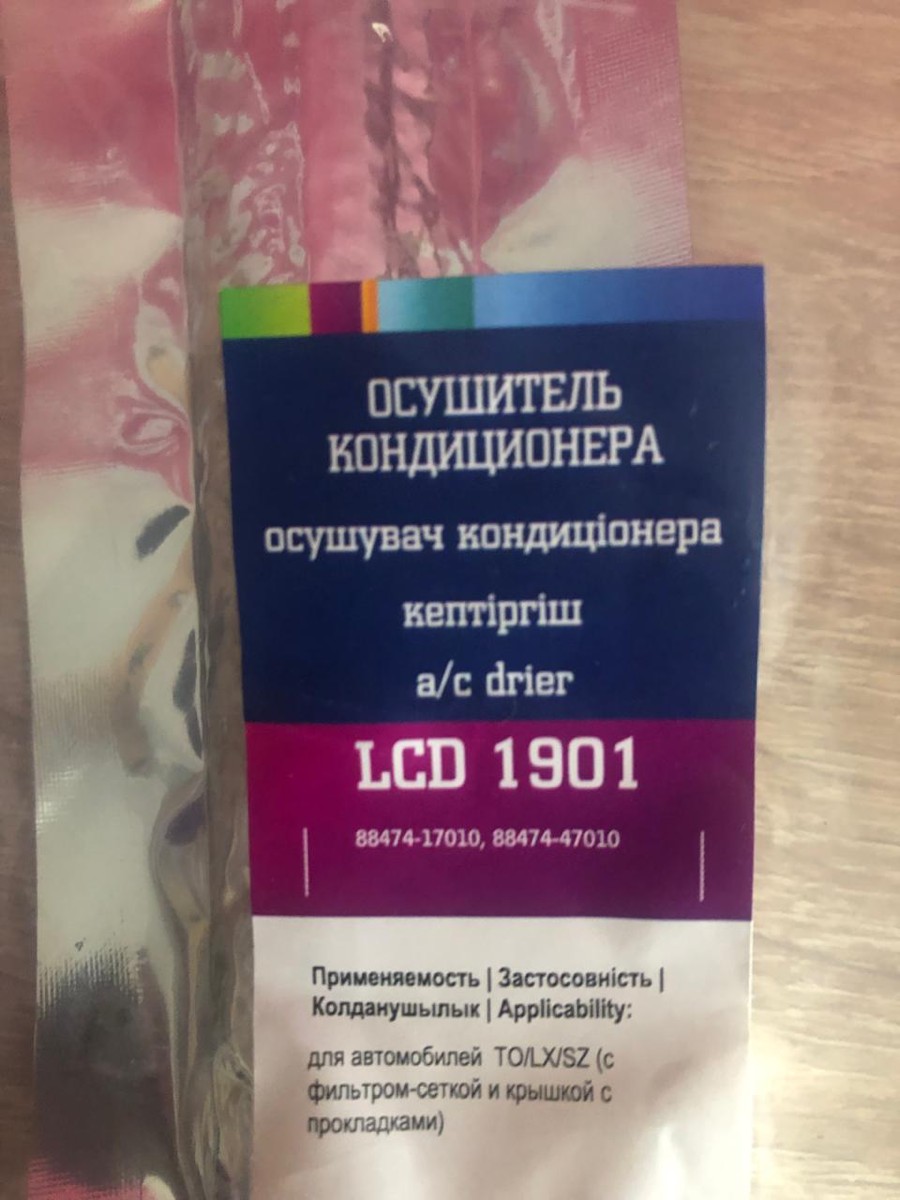 ОСУШИТЕЛЬ
КОНДИЦИОНЕРА
осушувач кондиціонера
кептіргіш
a/c drier
LCD 1901
88474-17010, 88474-47010
Применяемость | Застосовність |
Колданушылык | Applicability:
для автомобилей TO/LX/SZ (с
фильтром-сеткой и крышкой с
прокладками)